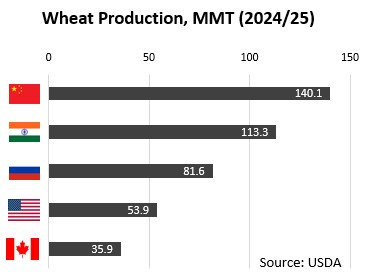 Wheat Production, MMT (2024/25)
0 50 100 150
140.1
113.3
81.6
53.9
35.9
Source: USDA